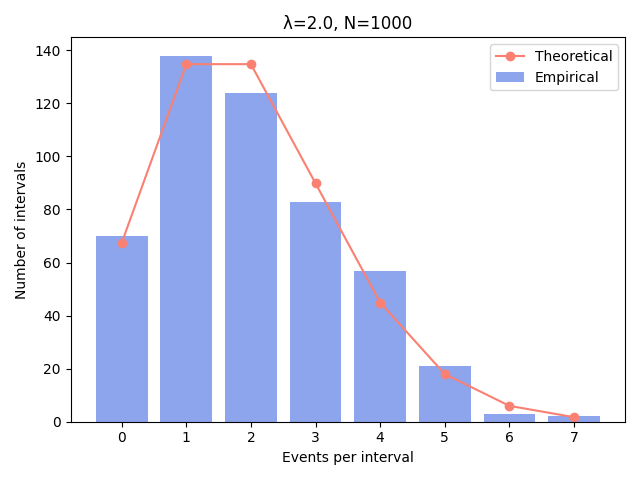 λ=2.0, N=1000
Theoretical
Empirical
Number of intervals
140
120
100
80
60
40
20
0
0 1 2 3 4 5 6 7
Events per interval